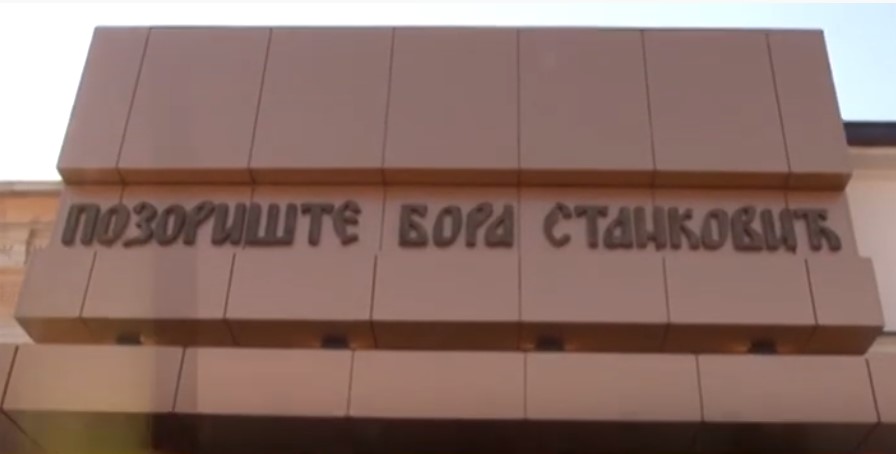 ПОЗОРИШТЕ БОРА СТАНКОВИЋ